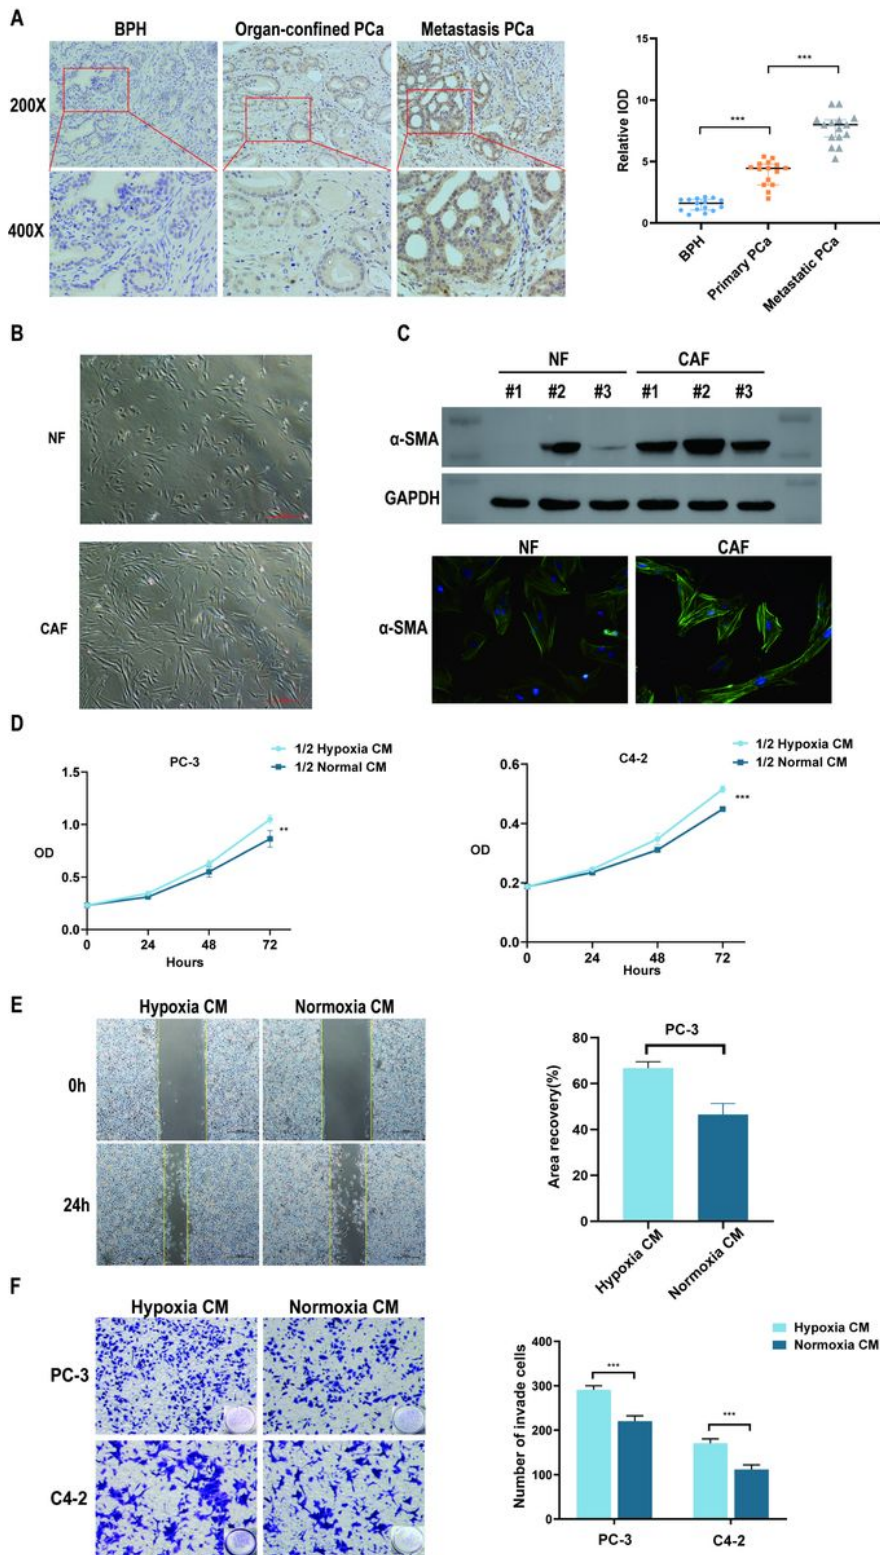 A
BPH
Organ-confined PCa
Metastasis PCa
200X
400X
Relative IOD
15
10
5
0
***
***
BPH
Primary PCa
Metastatic PCa
B
NF
CAF
C
NF
CAF
#1
#2
#3
#1
#2
#3
α-SMA
GAPDH
NF
CAF
α-SMA
D
PC-3
1/2 Hypoxia CM
1/2 Normal CM
OD
1.5
1.0
0.5
0.0
**
0
24
48
72
Hours
C4-2
1/2 Hypoxia CM
1/2 Normal CM
OD
0.6
0.4
0.2
0.0
***
0
24
48
72
Hours
E
Hypoxia CM
Normoxia CM
0h
24h
PC-3
Area recovery(%)
80
60
40
20
0
Hypoxia CM
Normoxia CM
F
Hypoxia CM
Normoxia CM
PC-3
C4-2
Hypoxia CM
Normoxia CM
Number of invade cells
400
300
200
100
0
***
***
PC-3
C4-2